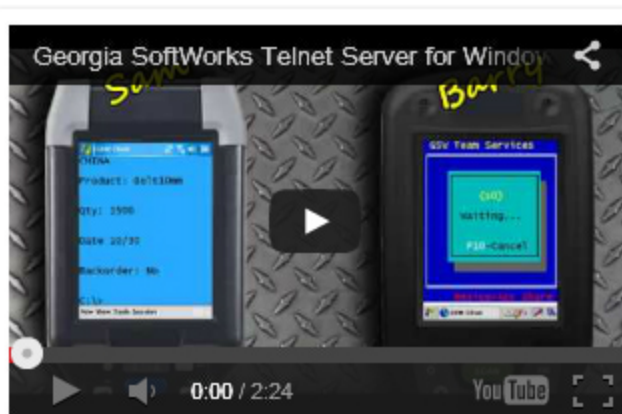 Georgia SoftWorks Telnet Server for Window
Sam
Barry
CHINA
Product: Bolt10mm
Qty: 1500
Date 10/30
Backorder: No
C:\>
GSW Team Services
Waiting...
F10-Cancel
0:00 / 2:24
YouTube